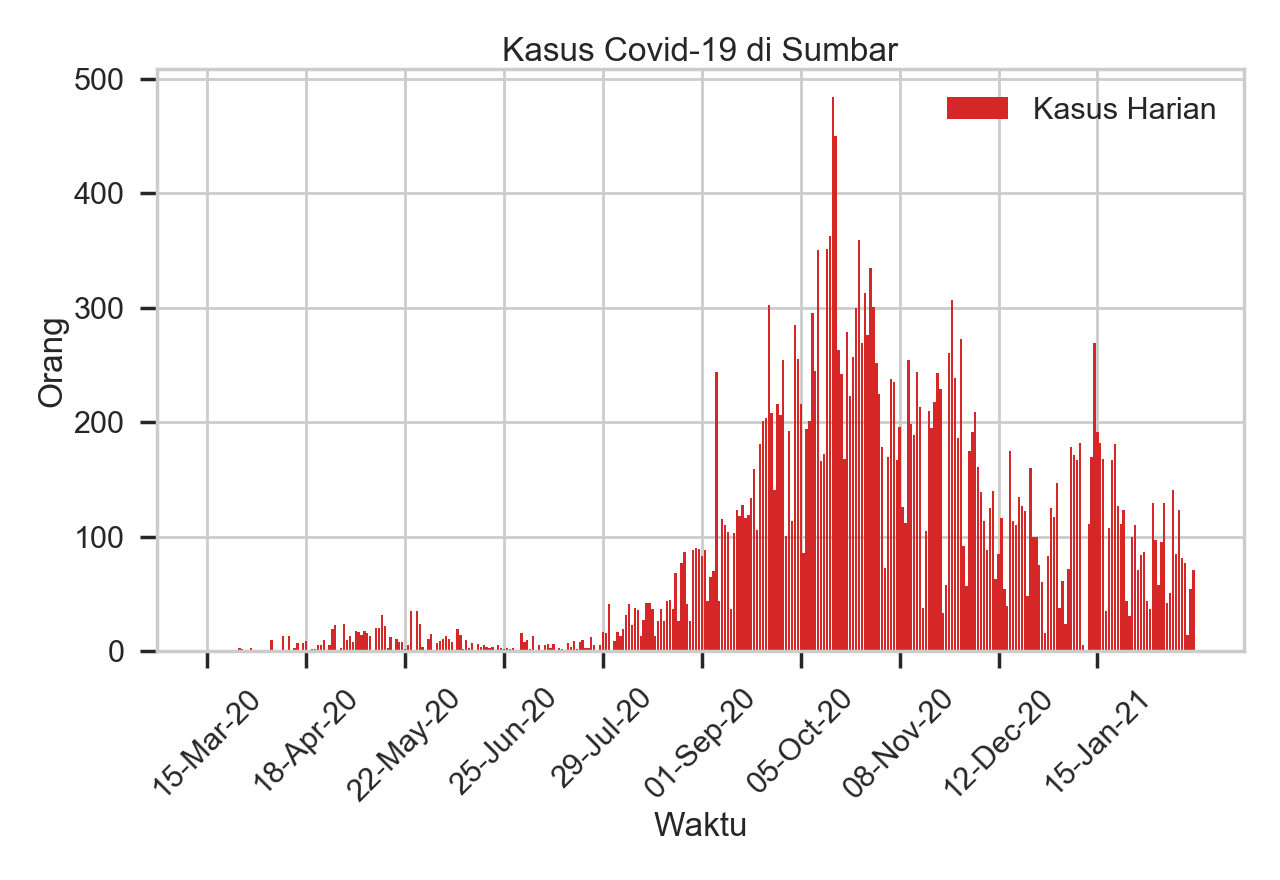 Kasus Covid-19 di Sumbar
Kasus Harian
500
400
300
200
100
0
Orang
15-Mar-20
18-Apr-20
22-May-20
25-Jun-20
29-Jul-20
01-Sep-20
05-Oct-20
08-Nov-20
12-Dec-20
15-Jan-21
Waktu